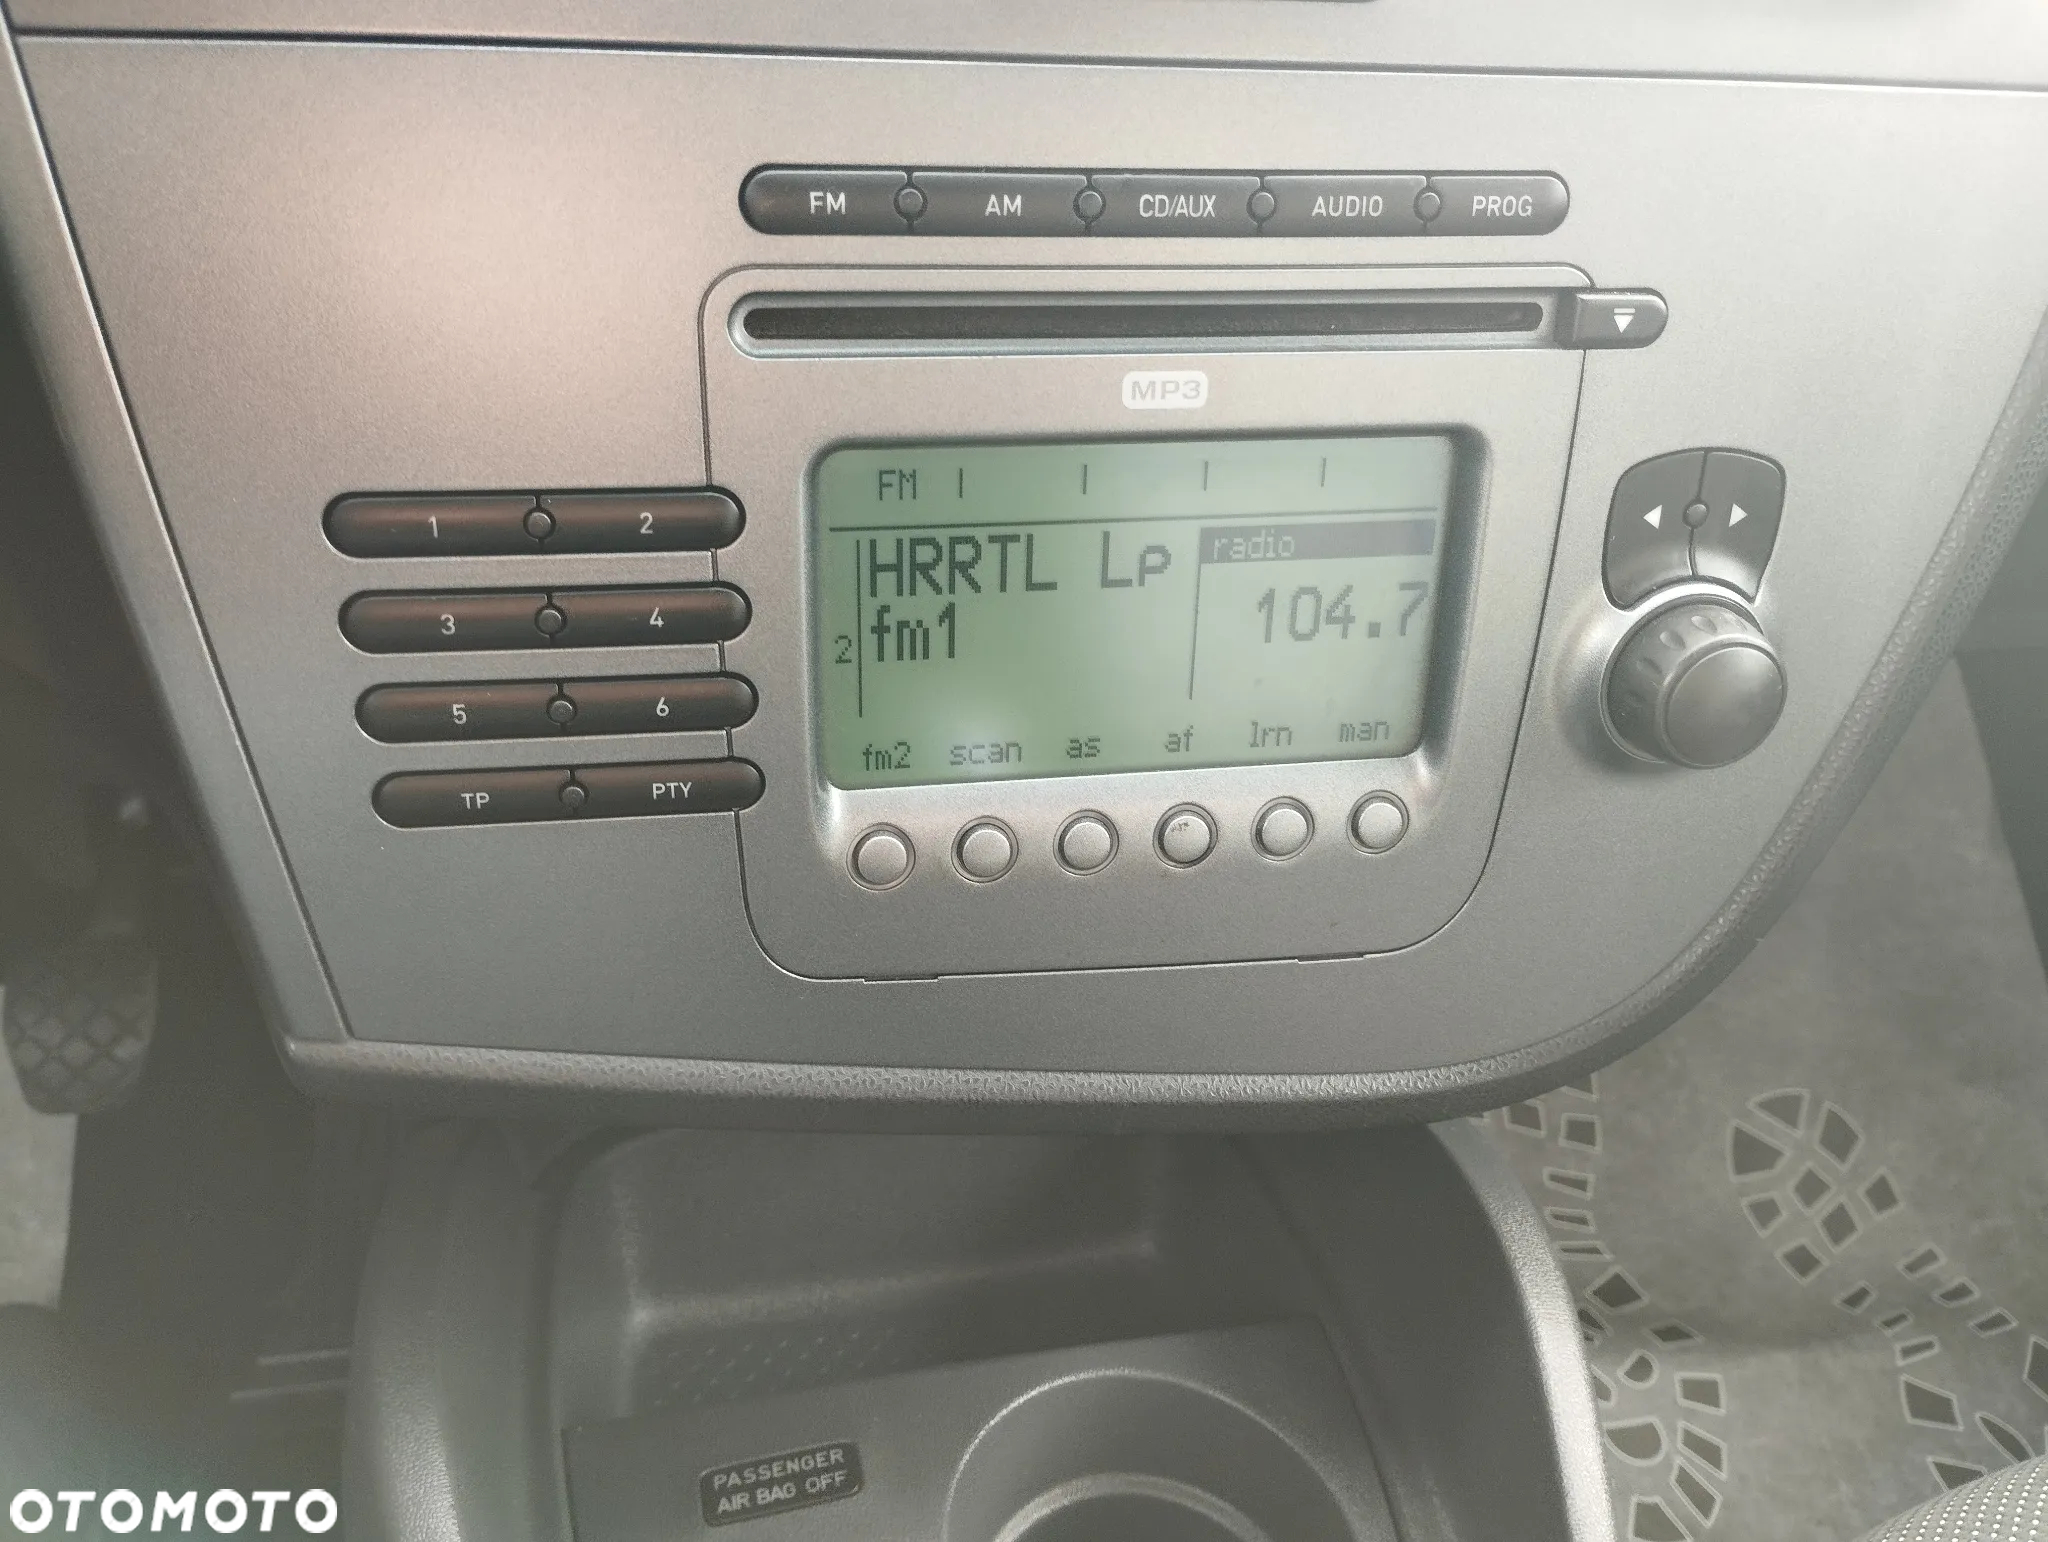 FM AM CD/AUX AUDIO PROG
MP3
FM
HRRTL Lp
radio
104.7
2 fm1
fm2 scan as af lrn man
1 2
3 4
5 6
TP PTY
PASSENGER
AIR BAG OFF
OTOMOTO